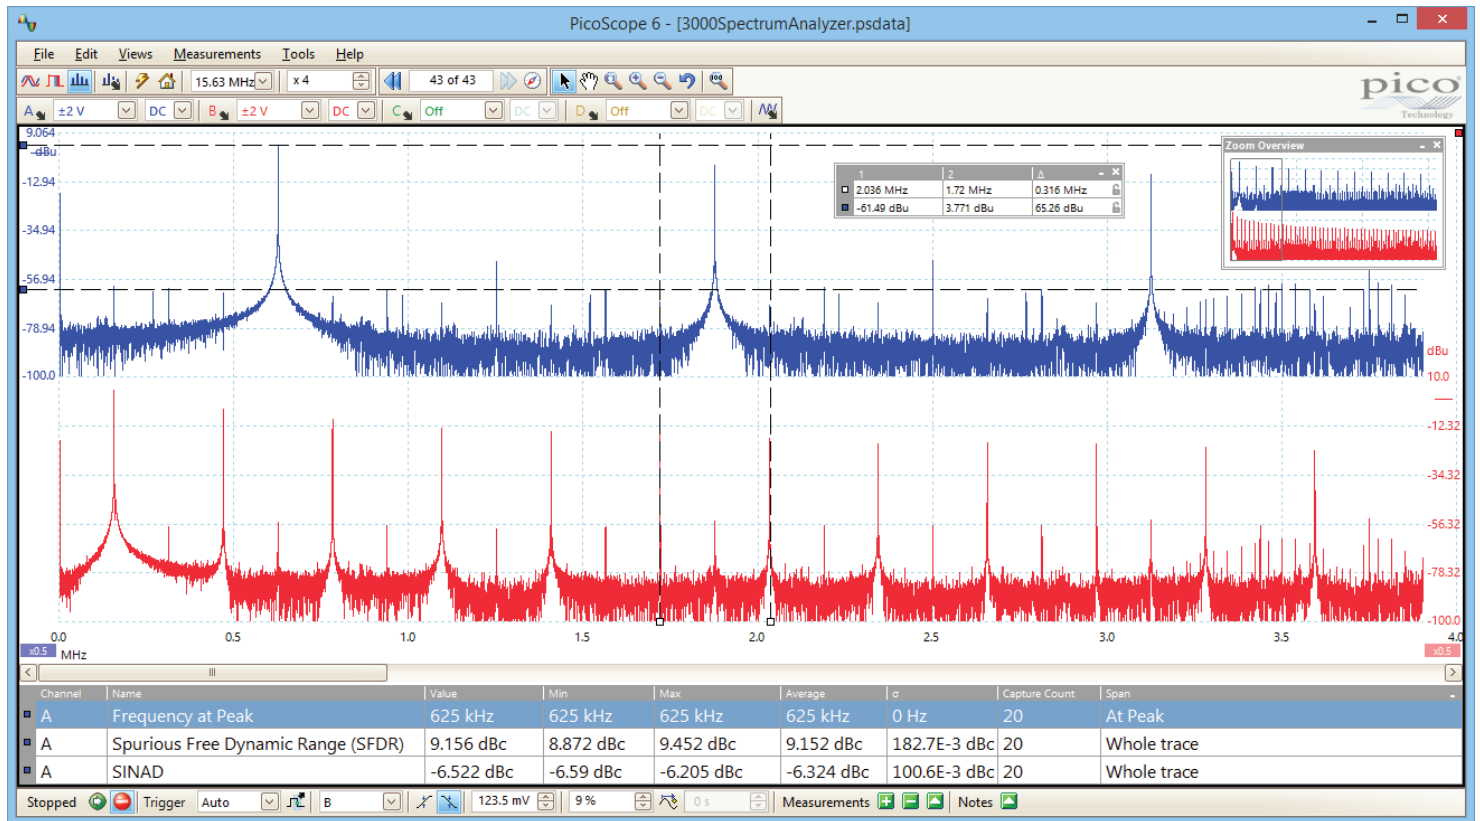 PicoScope 6 - [3000SpectrumAnalyzer.psdata]
File Edit Views Measurements Tools Help
15.63 MHz x 4 43 of 43
pico
Technology
A ±2 V DC B ±2 V DC C Off DC D Off DC
9.064
dBu
-12.94
-34.94
-56.94
-78.94
-100.0
1 2 Δ
2.036 MHz 1.72 MHz 0.316 MHz
-61.49 dBu 3.771 dBu 65.26 dBu
Zoom Overview
dBu
10.0
-12.32
-34.32
-56.32
-78.32
-100.0
0.0 0.5 1.0 1.5 2.0 2.5 3.0 3.5 4.0
x0.5 MHz x0.5
Channel Name Value Min Max Average σ Capture Count Span
A Frequency at Peak 625 kHz 625 kHz 625 kHz 625 kHz 0 Hz 20 At Peak
A Spurious Free Dynamic Range (SFDR) 9.156 dBc 8.872 dBc 9.452 dBc 9.152 dBc 182.7E-3 dBc 20 Whole trace
A SINAD -6.522 dBc -6.59 dBc -6.205 dBc -6.324 dBc 100.6E-3 dBc 20 Whole trace
Stopped Trigger Auto B 123.5 mV 9 % 0 s Measurements Notes